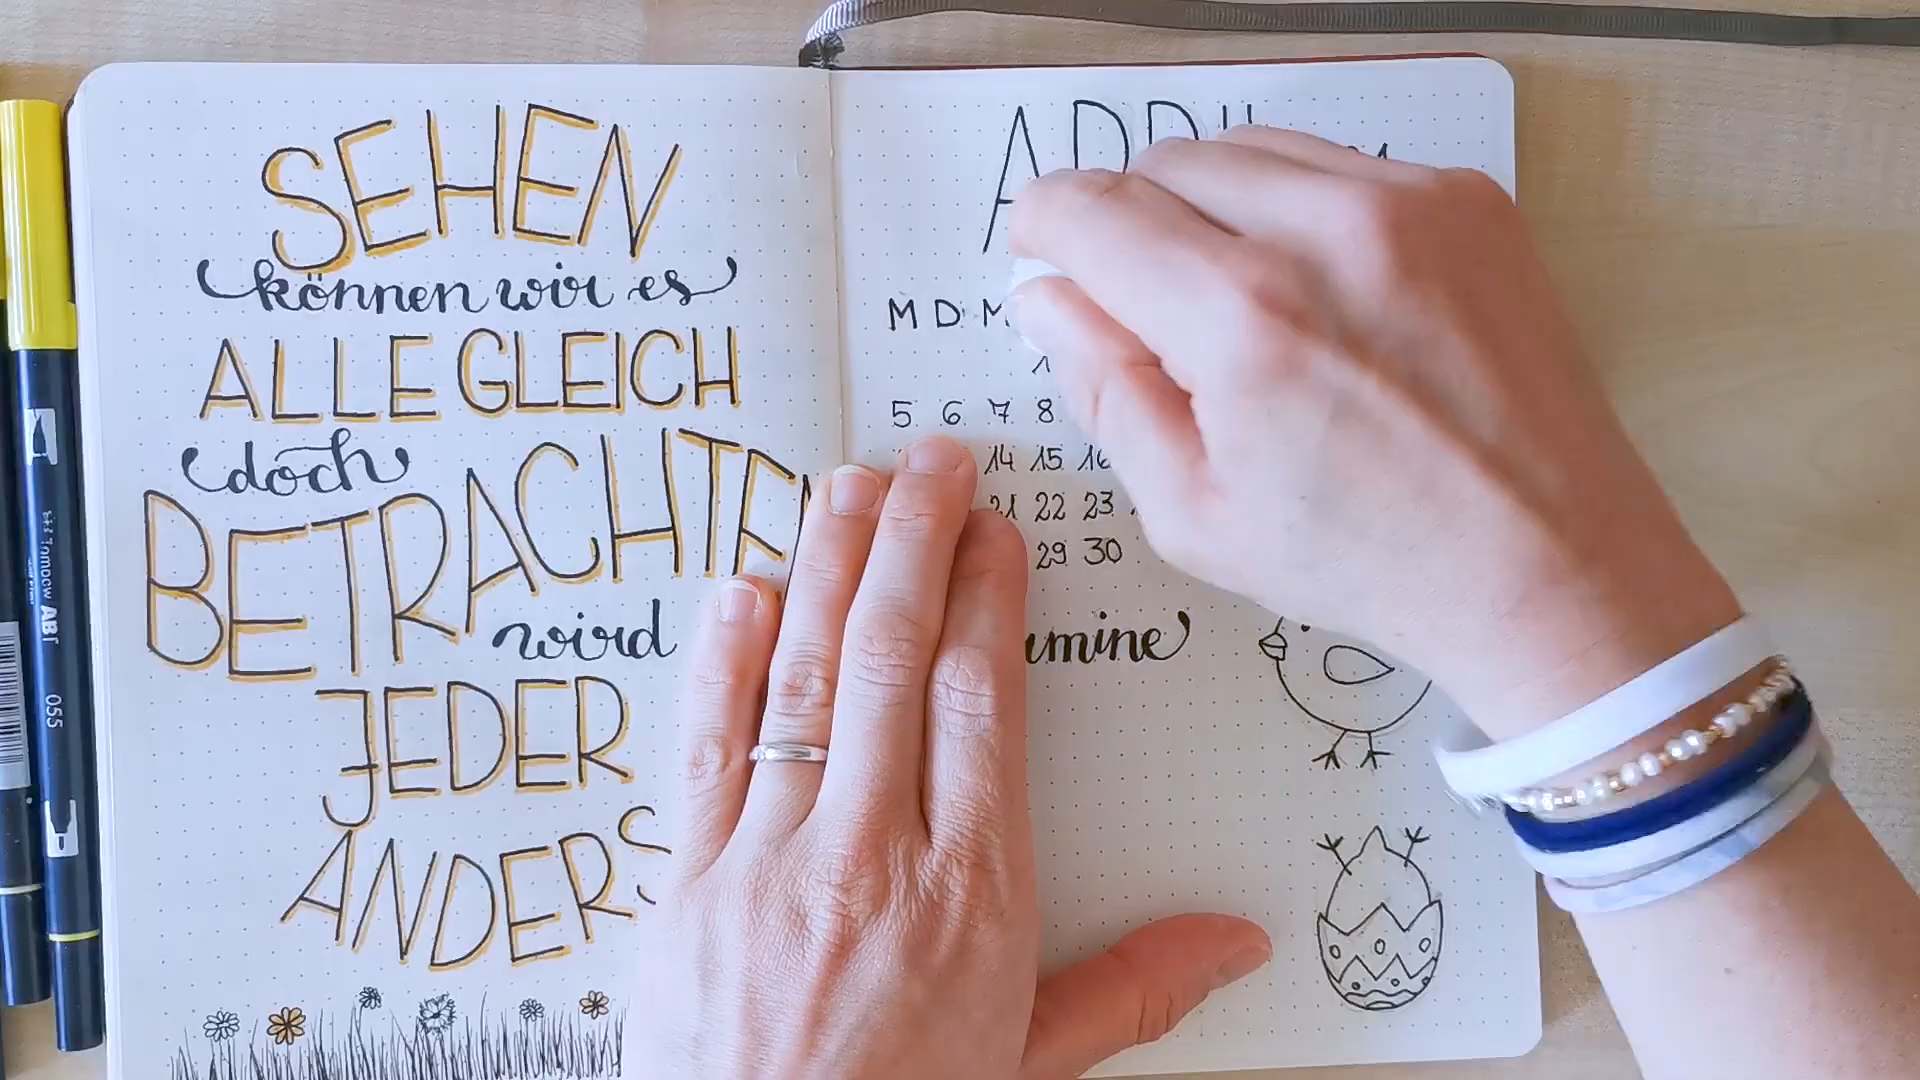 SEHEN
können wir es
ALLE GLEICH
doch
BETRACHTEN
wird
JEDER
ANDERS
M D M
1
5 6 7 8
14 15 16
21 22 23
29 30
Tombow ABT
055